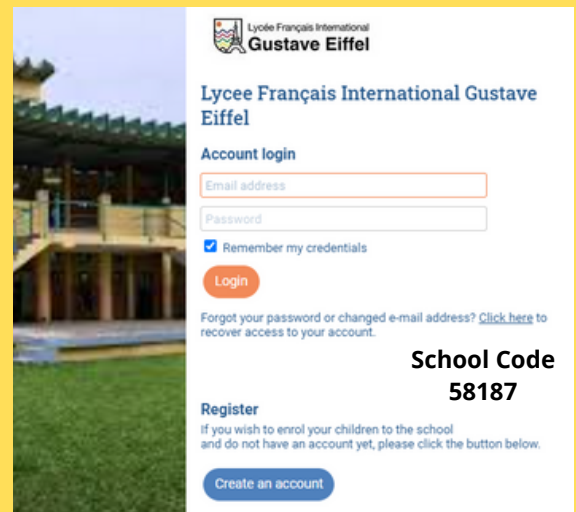 Lycée Français International
Gustave Eiffel
Lycee Français International Gustave
Eiffel
Account login
Email address
Password
Remember my credentials
Login
Forgot your password or changed e-mail address? Click here to
recover access to your account.
School Code
58187
Register
If you wish to enrol your children to the school
and do not have an account yet, please click the button below.
Create an account